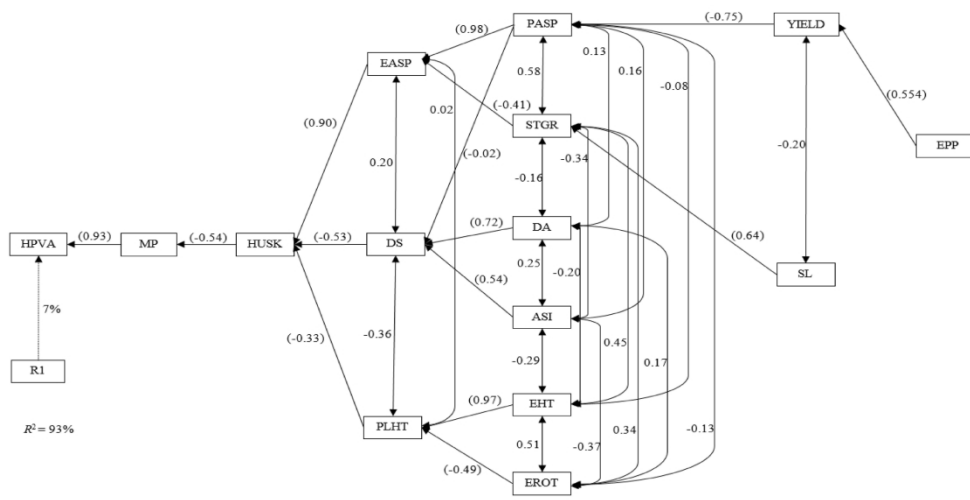 PASP (-0.75) YIELD
(0.98) 0.13
EASP 0.58 0.16 -0.08
0.02 (-0.41) (0.554)
(0.90) STGR
EPP
-0.20
0.20 (-0.02) -0.34
-0.16
HPVA (0.93) MP (-0.54) HUSK (-0.53) DS (0.72) DA (0.64)
0.25 -0.20
SL
7% (0.54) ASI
(-0.33) -0.36 -0.29 0.45 0.17
R1
(0.97) EHT
R² = 93% PLHT 0.51 -0.37 0.34 -0.13
(-0.49)
EROT